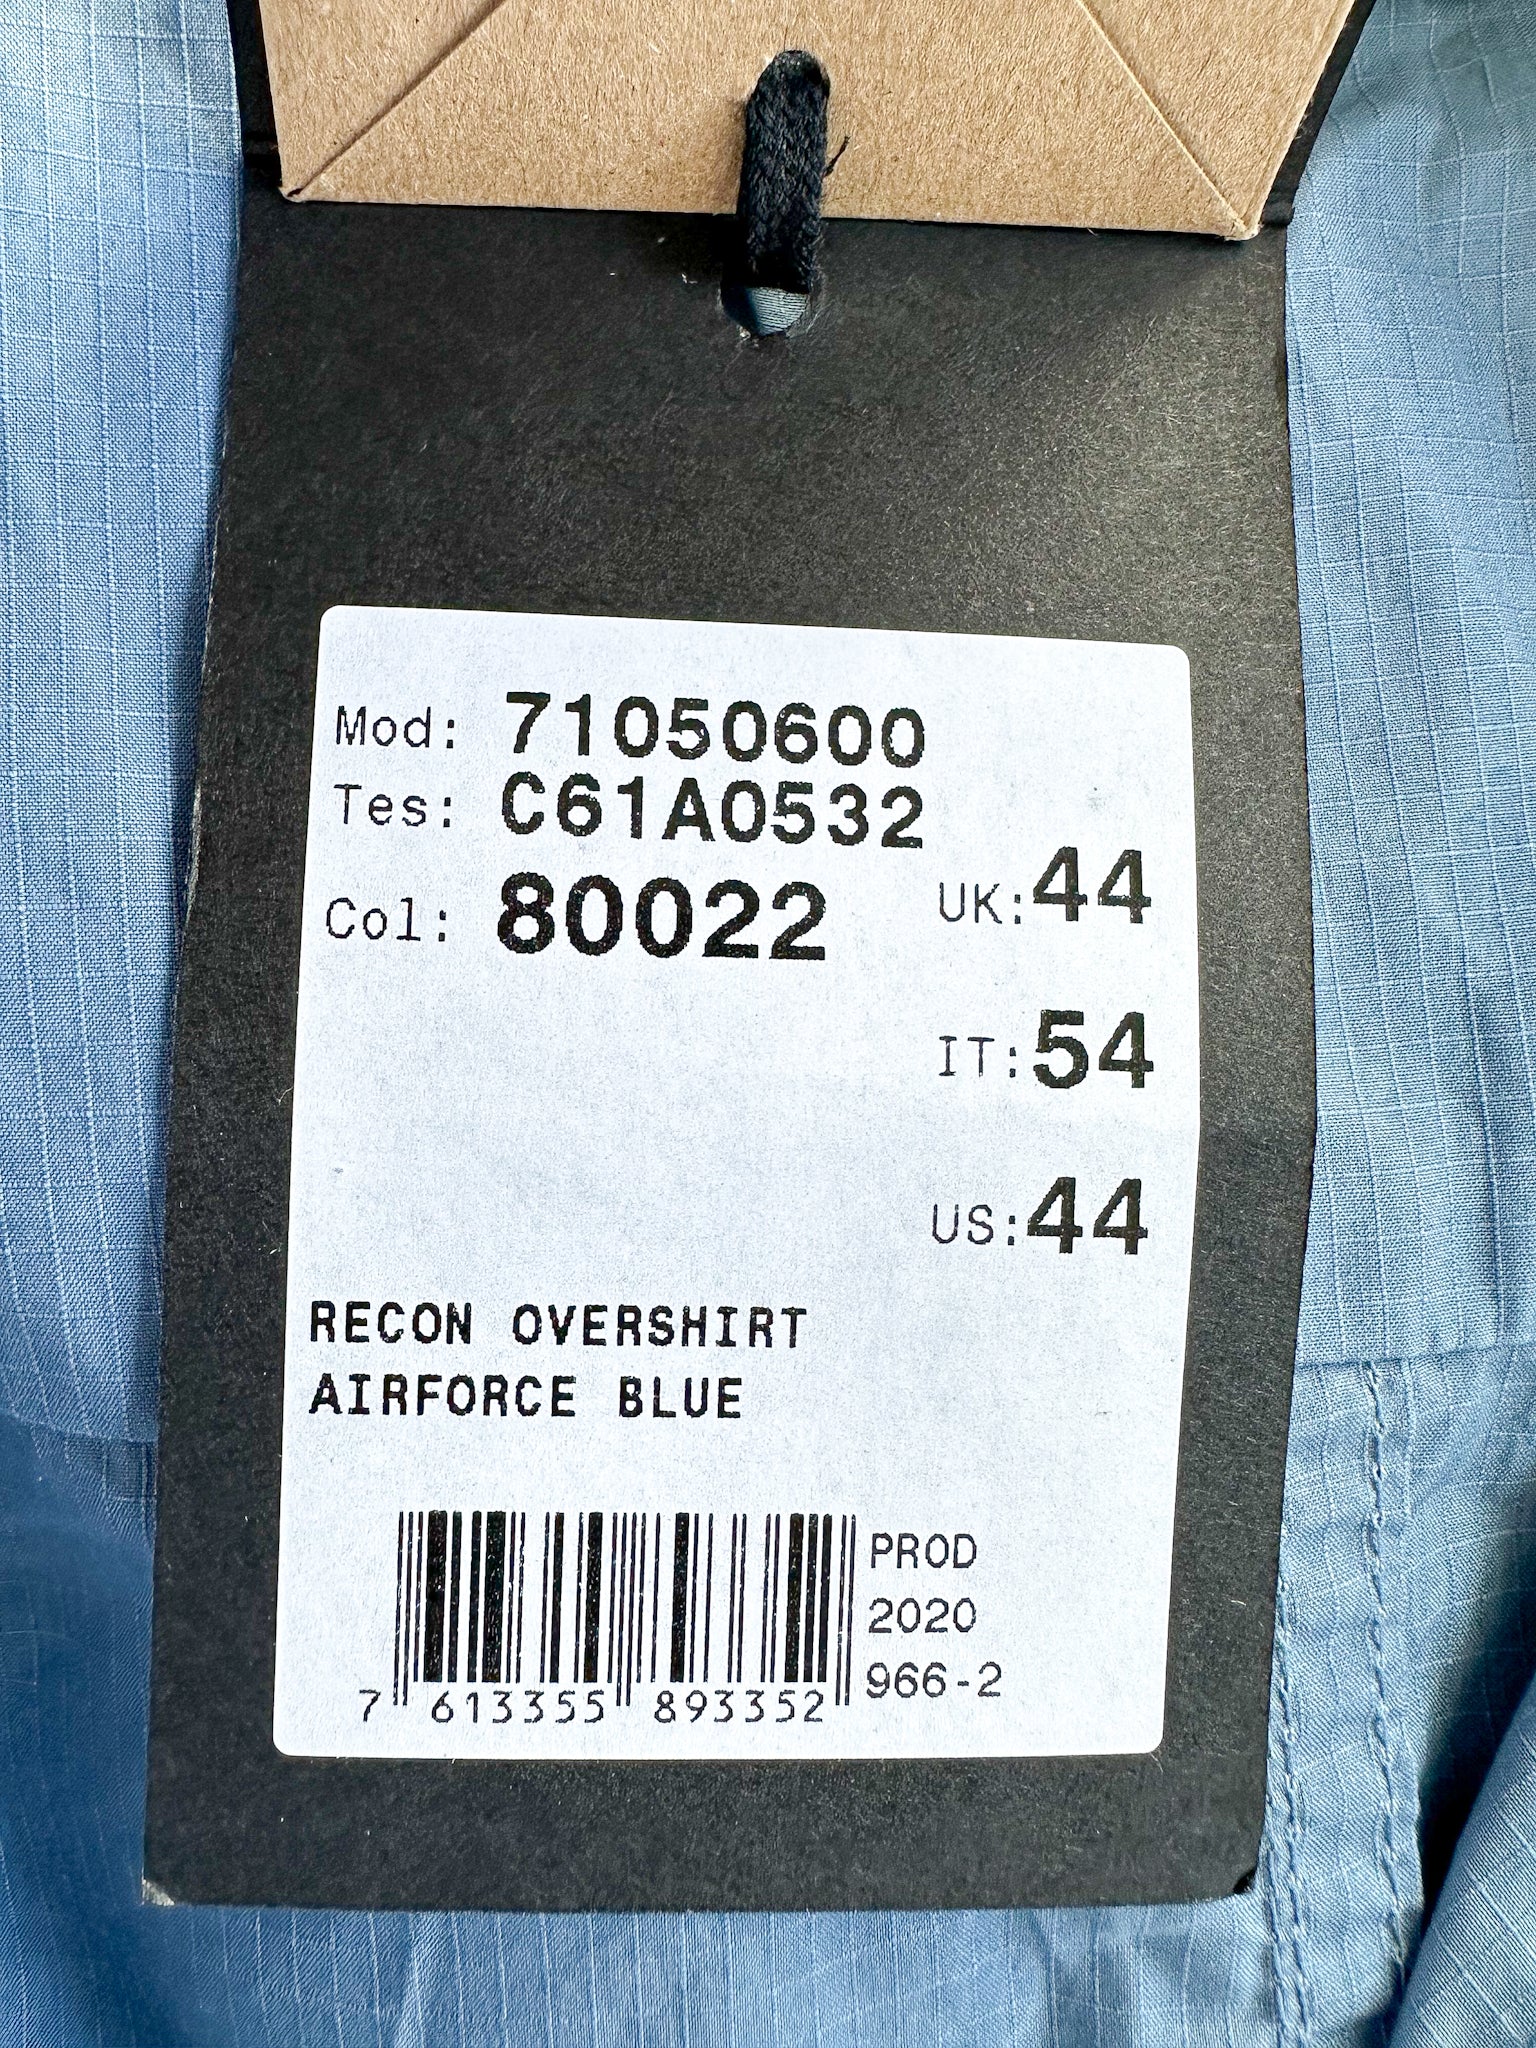 Mod: 71050600
Tes: C61A0532
Col: 80022
UK: 44
IT: 54
US: 44
RECON OVERSHIRT
AIRFORCE BLUE
7 613355 893352
PROD
2020
966-2